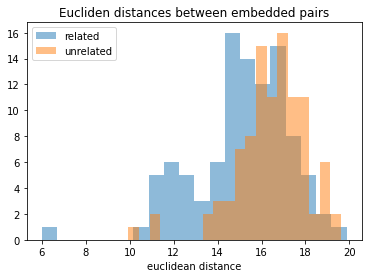 Eucliden distances between embedded pairs
related
unrelated
16
14
12
10
8
6
4
2
0
6 8 10 12 14 16 18 20
euclidean distance